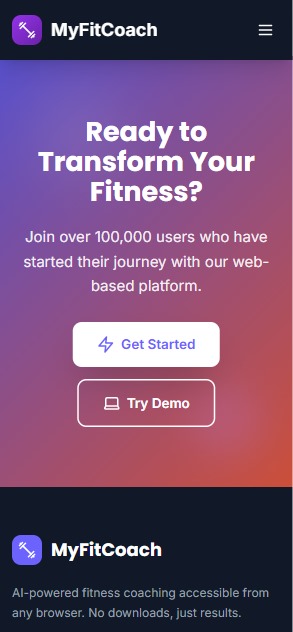 MyFitCoach
Ready to
Transform Your
Fitness?
Join over 100,000 users who have
started their journey with our web-
based platform.
Get Started
Try Demo
MyFitCoach
AI-powered fitness coaching accessible from
any browser. No downloads, just results.